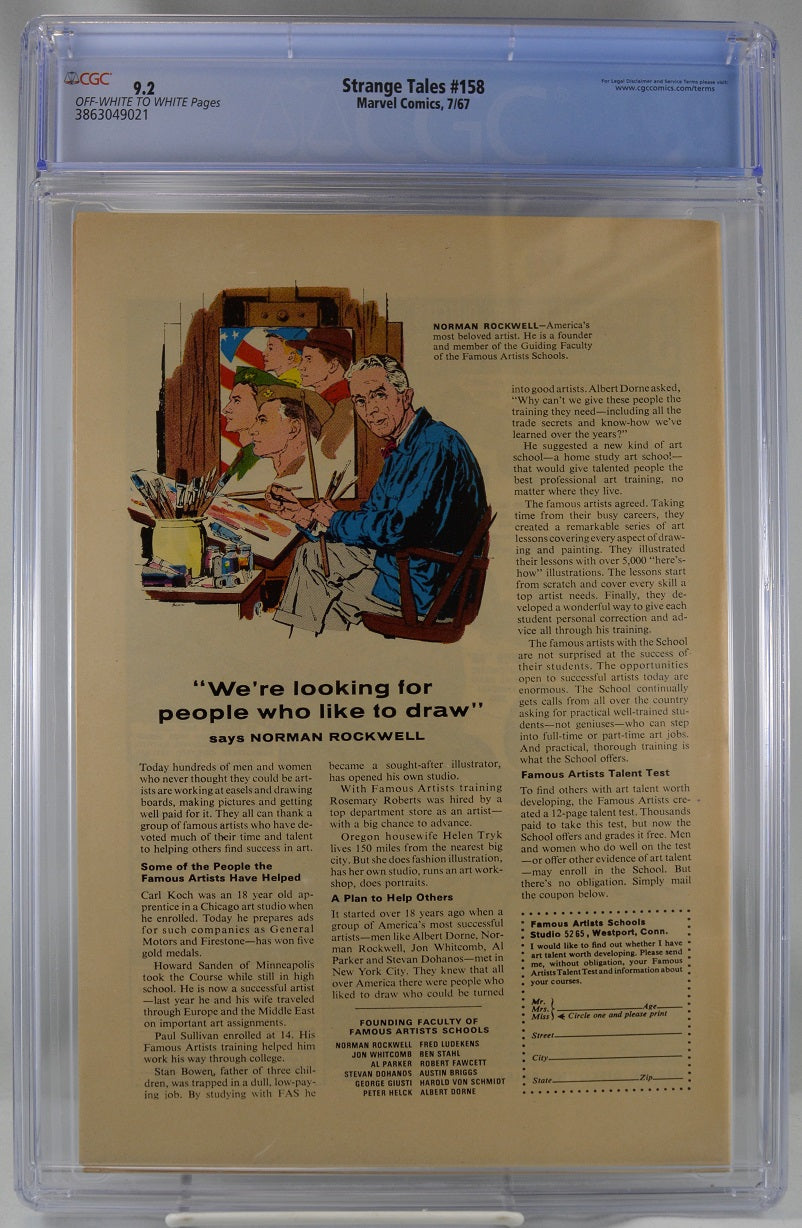 CGC
9.2
OFF-WHITE TO WHITE Pages
3863049021
Strange Tales #158
Marvel Comics, 7/67
For Legal Disclaimer and Service Terms please visit:
www.cgccomics.com/terms
NORMAN ROCKWELL—America's
most beloved artist. He is a founder
and member of the Guiding Faculty
of the Famous Artists Schools.
"We're looking for
people who like to draw"
says NORMAN ROCKWELL
Today hundreds of men and women
who never thought they could be art-
ists are working at easels and drawing
boards, making pictures and getting
well paid for it. They all can thank a
group of famous artists who have de-
voted much of their time and talent
to helping others find success in art.
Some of the People the
Famous Artists Have Helped
Carl Koch was an 18 year old ap-
prentice in a Chicago art studio when
he enrolled. Today he prepares ads
for such companies as General
Motors and Firestone—has won five
gold medals.
Howard Sanden of Minneapolis
took the Course while still in high
school. He is now a successful artist
—last year he and his wife traveled
through Europe and the Middle East
on important art assignments.
Paul Sullivan enrolled at 14. His
Famous Artists training helped him
work his way through college.
Stan Bowen, father of three chil-
dren, was trapped in a dull, low-pay-
ing job. By studying with FAS he
became a sought-after illustrator,
has opened his own studio.
With Famous Artists training
Rosemary Roberts was hired by a
top department store as an artist—
with a big chance to advance.
Oregon housewife Helen Tryk
lives 150 miles from the nearest big
city. But she does fashion illustration,
has her own studio, runs an art work-
shop, does portraits.
A Plan to Help Others
It started over 18 years ago when a
group of America's most successful
artists—men like Albert Dorne, Nor-
man Rockwell, Jon Whitcomb, Al
Parker and Stevan Dohanos—met in
New York City. They knew that all
over America there were people who
liked to draw who could be turned
into good artists. Albert Dorne asked,
"Why can't we give these people the
training they need—including all the
trade secrets and know-how we've
learned over the years?"
He suggested a new kind of art
school—a home study art school—
that would give talented people the
best professional art training, no
matter where they live.
The famous artists agreed. Taking
time from their busy careers, they
created a remarkable series of art
lessons covering every aspect of draw-
ing and painting. They illustrated
their lessons with over 5,000 "here's-
how" illustrations. The lessons start
from scratch and cover every skill a
top artist needs. Finally, they de-
veloped a wonderful way to give each
student personal correction and ad-
vice all through his training.
The famous artists with the School
are not surprised at the success of
their students. The opportunities
open to successful artists today are
enormous. The School continually
gets calls from all over the country
asking for practical well-trained stu-
dents—not geniuses—who can step
into full-time or part-time art jobs.
And practical, thorough training is
what the School offers.
Famous Artists Talent Test
To find others with art talent worth
developing, the Famous Artists cre-
ated a 12-page talent test. Thousands
paid to take this test, but now the
School offers and grades it free. Men
and women who do well on the test
—or offer other evidence of art talent
—may enroll in the School. But
there's no obligation. Simply mail
the coupon below.
FOUNDING FACULTY OF
FAMOUS ARTISTS SCHOOLS
NORMAN ROCKWELL FRED LUDEKENS
JON WHITCOMB BEN STAHL
AL PARKER ROBERT FAWCETT
STEVAN DOHANOS AUSTIN BRIGGS
GEORGE GIUSTI HAROLD VON SCHMIDT
PETER HELCK ALBERT DORNE
Famous Artists Schools
Studio 5265, Westport, Conn.
I would like to find out whether I have
art talent worth developing. Please send
me, without obligation, your Famous
Artists Talent Test and information about
your courses.
Mr.
Mrs. Age
Miss Circle one and please print
Street
City
State Zip